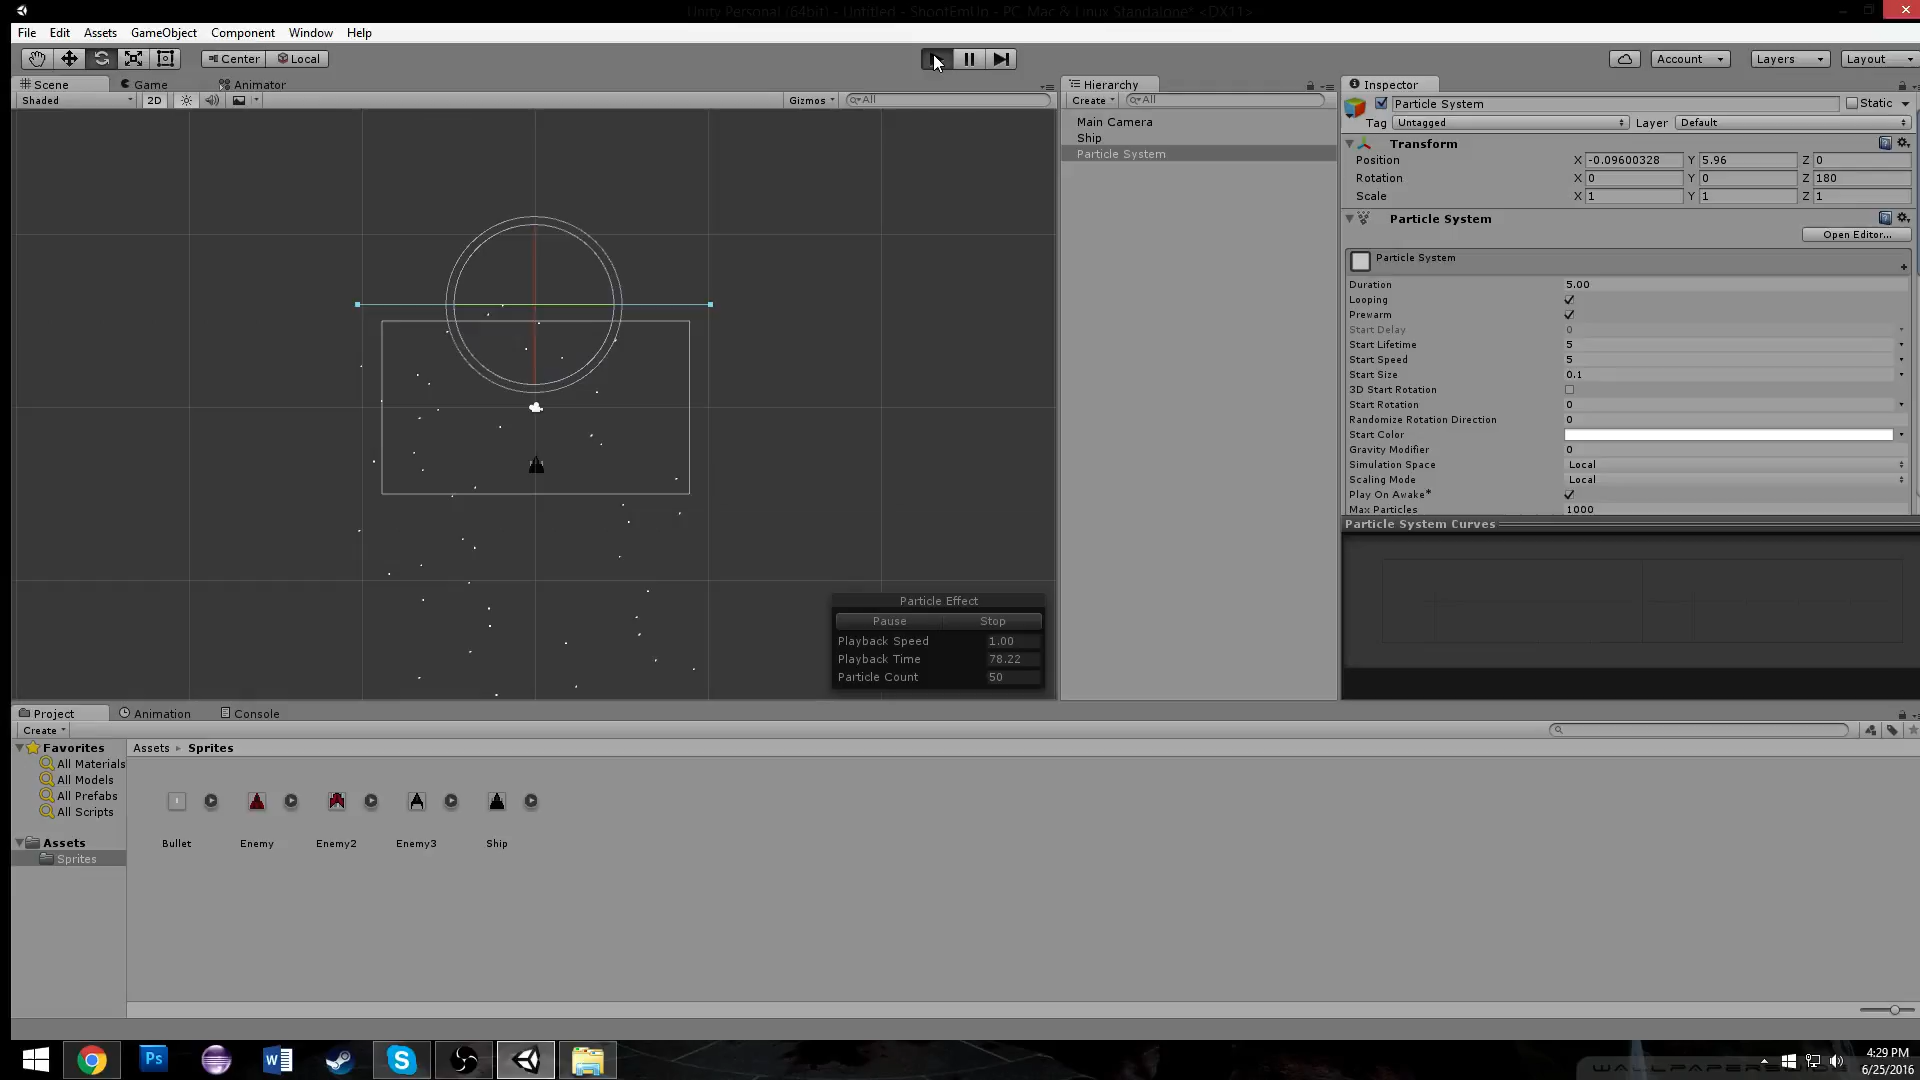 Unity Personal (64bit) - Untitled - ShootEmUp - PC, Mac & Linux Standalone* <DX11>
File Edit Assets GameObject Component Window Help
Center Local Account Layers Layout
Scene Game Animator
Shaded 2D Gizmos All
Hierarchy
Create All
Main Camera
Ship
Particle System
Inspector
Particle System Static
Tag Untagged Layer Default
Transform
Position X -0.09600328 Y 5.96 Z 0
Rotation X 0 Y 0 Z 180
Scale X 1 Y 1 Z 1
Particle System
Open Editor...
Particle System
Duration 5.00
Looping
Prewarm
Start Delay 0
Start Lifetime 5
Start Speed 5
Start Size 0.1
3D Start Rotation
Start Rotation 0
Randomize Rotation Direction 0
Start Color
Gravity Modifier 0
Simulation Space Local
Scaling Mode Local
Play On Awake*
Max Particles 1000
Particle System Curves
Particle Effect
Pause Stop
Playback Speed 1.00
Playback Time 78.22
Particle Count 50
Project Animation Console
Create
Favorites
All Materials
All Models
All Prefabs
All Scripts
Assets
Sprites
Assets Sprites
Bullet Enemy Enemy2 Enemy3 Ship
Ps
4:29 PM
6/25/2016